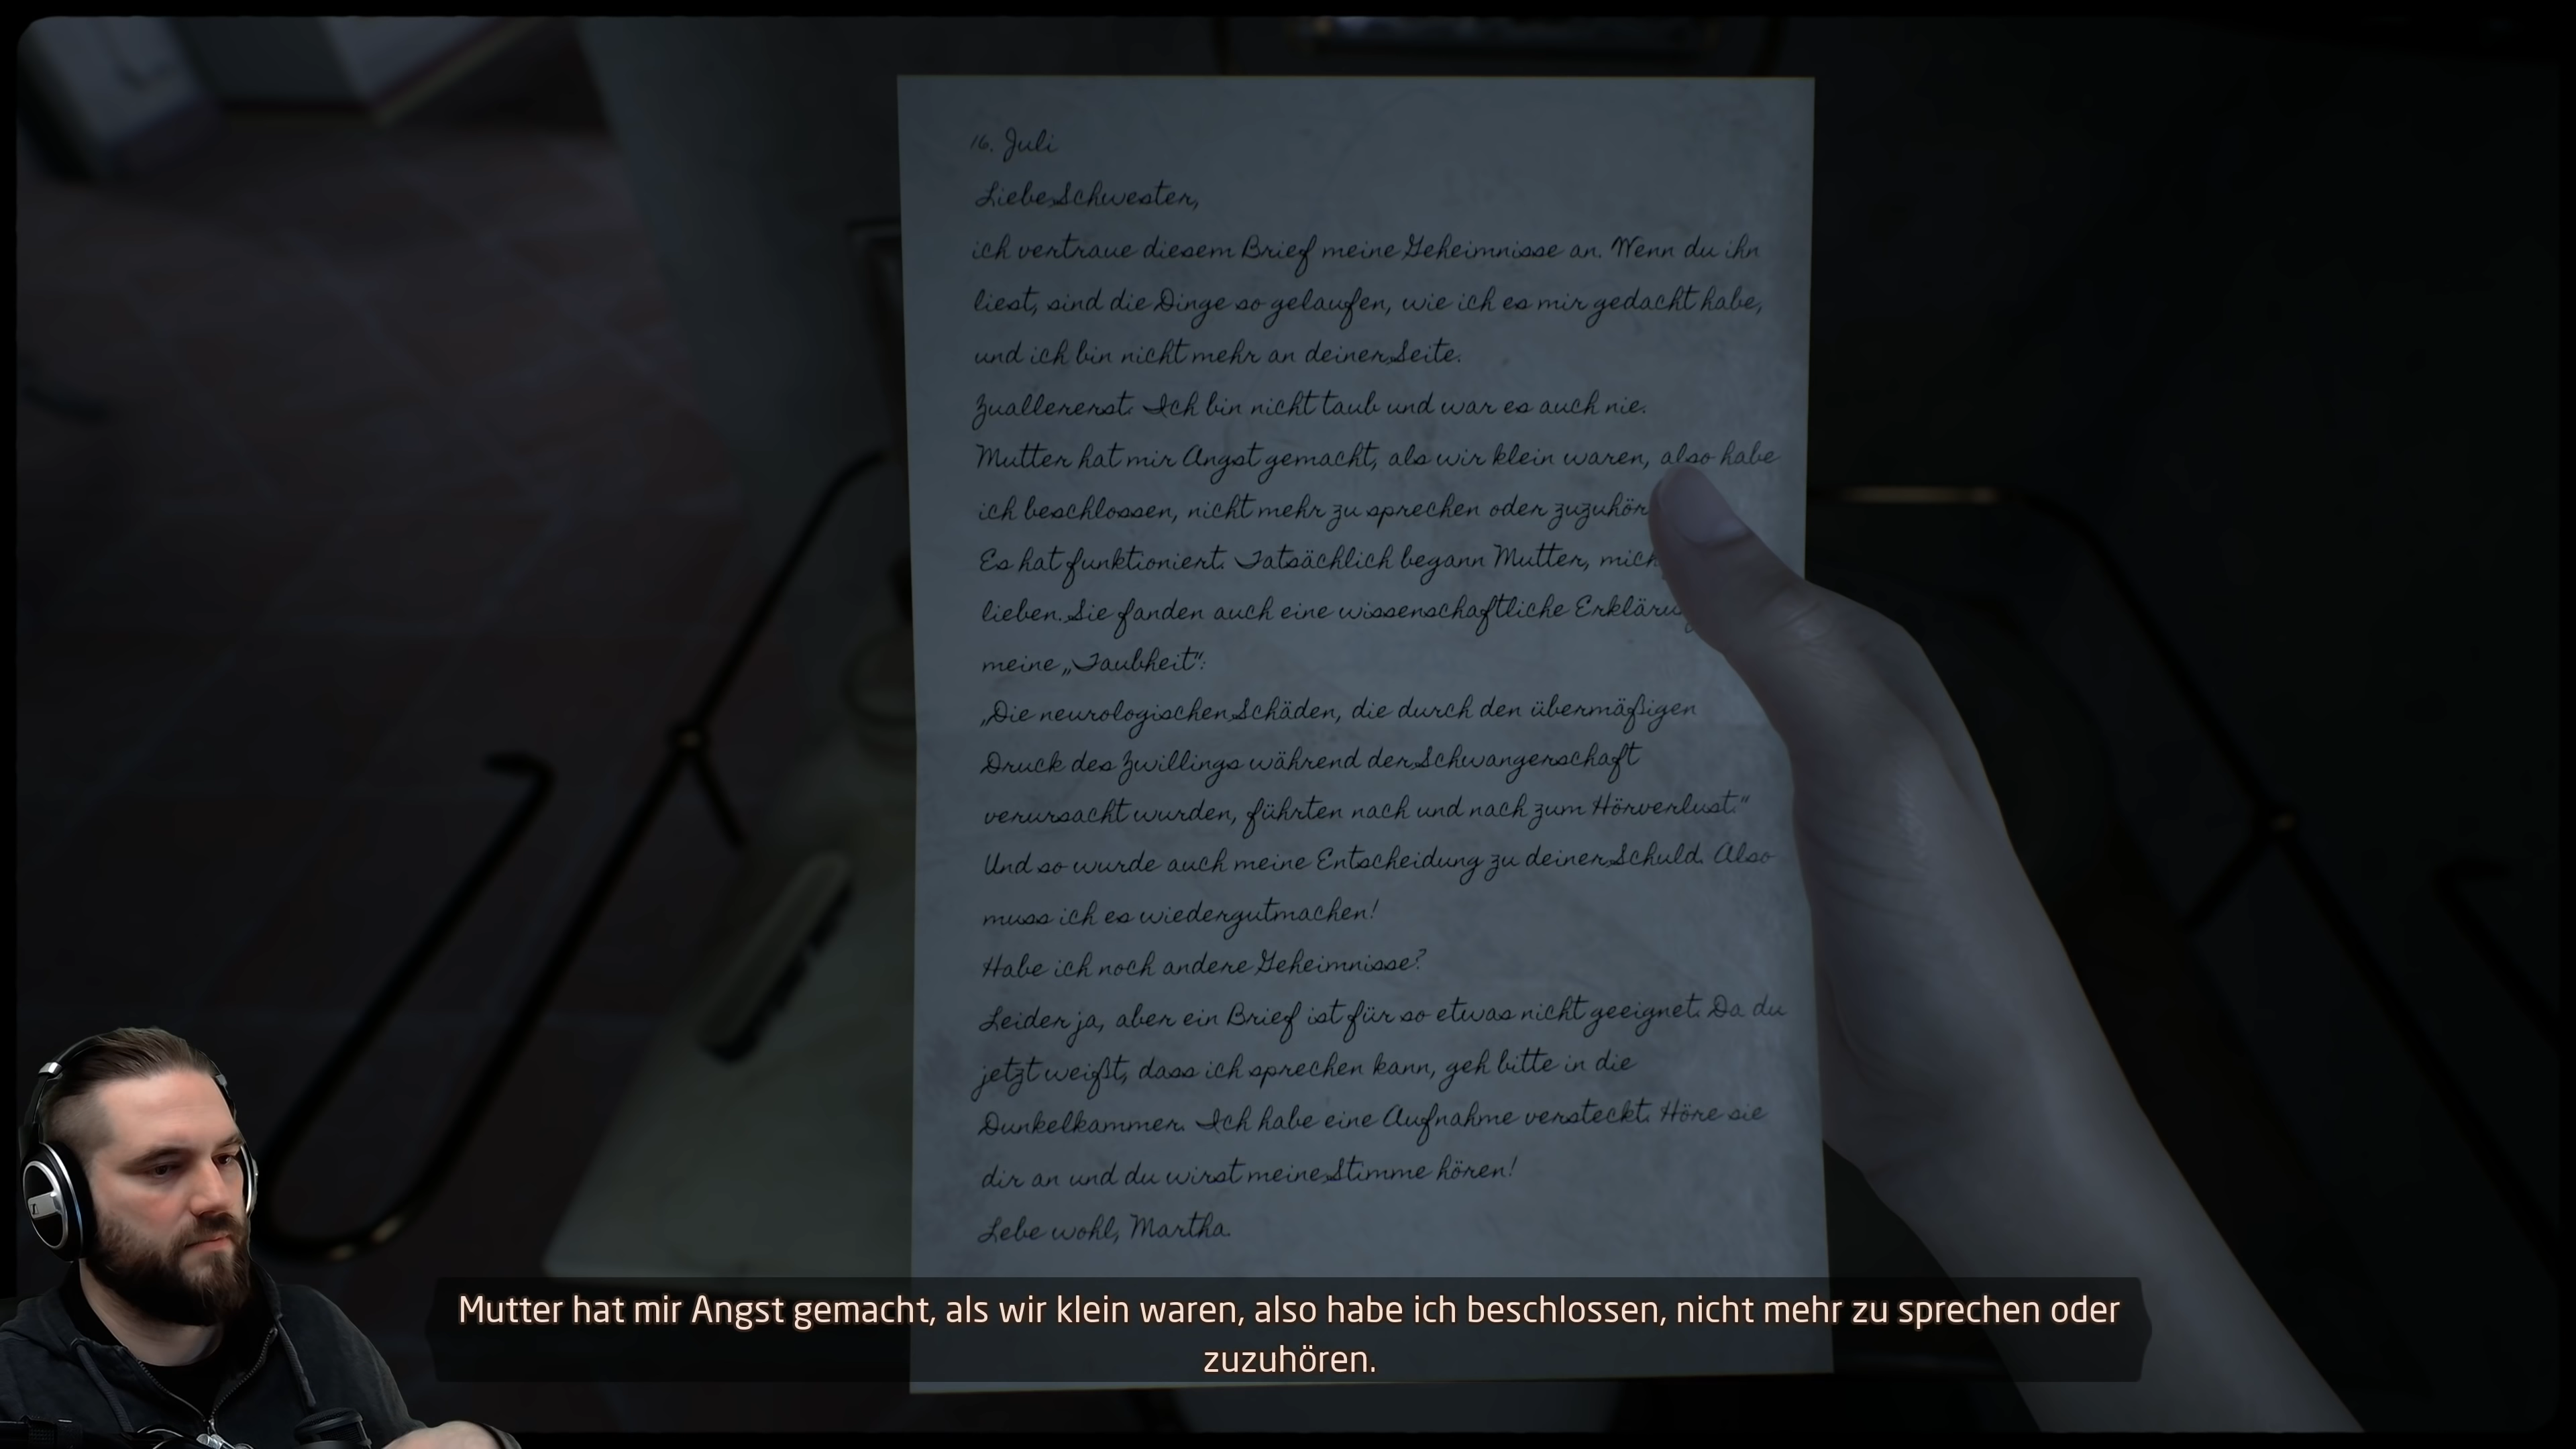 16. Juli
Liebe Schwester,
ich vertraue diesem Brief meine Geheimnisse an. Wenn du ihn
liest, sind die Dinge so gelaufen, wie ich es mir gedacht habe,
und ich bin nicht mehr an deiner Seite.
Zuallererst: Ich bin nicht taub und war es auch nie.
Mutter hat mir Angst gemacht, als wir klein waren, also habe
ich beschlossen, nicht mehr zu sprechen oder zuzuhör
Es hat funktioniert. Tatsächlich begann Mutter, mich
lieben. Sie fanden auch eine wissenschaftliche Erkläru
meine „Taubheit“:
„Die neurologischen Schäden, die durch den übermäßigen
Druck des Zwillings während der Schwangerschaft
verursacht wurden, führten nach und nach zum Hörverlust.“
Und so wurde auch meine Entscheidung zu deiner Schuld. Also
muss ich es wiedergutmachen!
Habe ich noch andere Geheimnisse?
Leider ja, aber ein Brief ist für so etwas nicht geeignet. Da du
jetzt weißt, dass ich sprechen kann, geh bitte in die
Dunkelkammer. Ich habe eine Aufnahme versteckt. Höre sie
dir an und du wirst meine Stimme hören!
Lebe wohl, Martha.
Mutter hat mir Angst gemacht, als wir klein waren, also habe ich beschlossen, nicht mehr zu sprechen oder
zuzuhören.